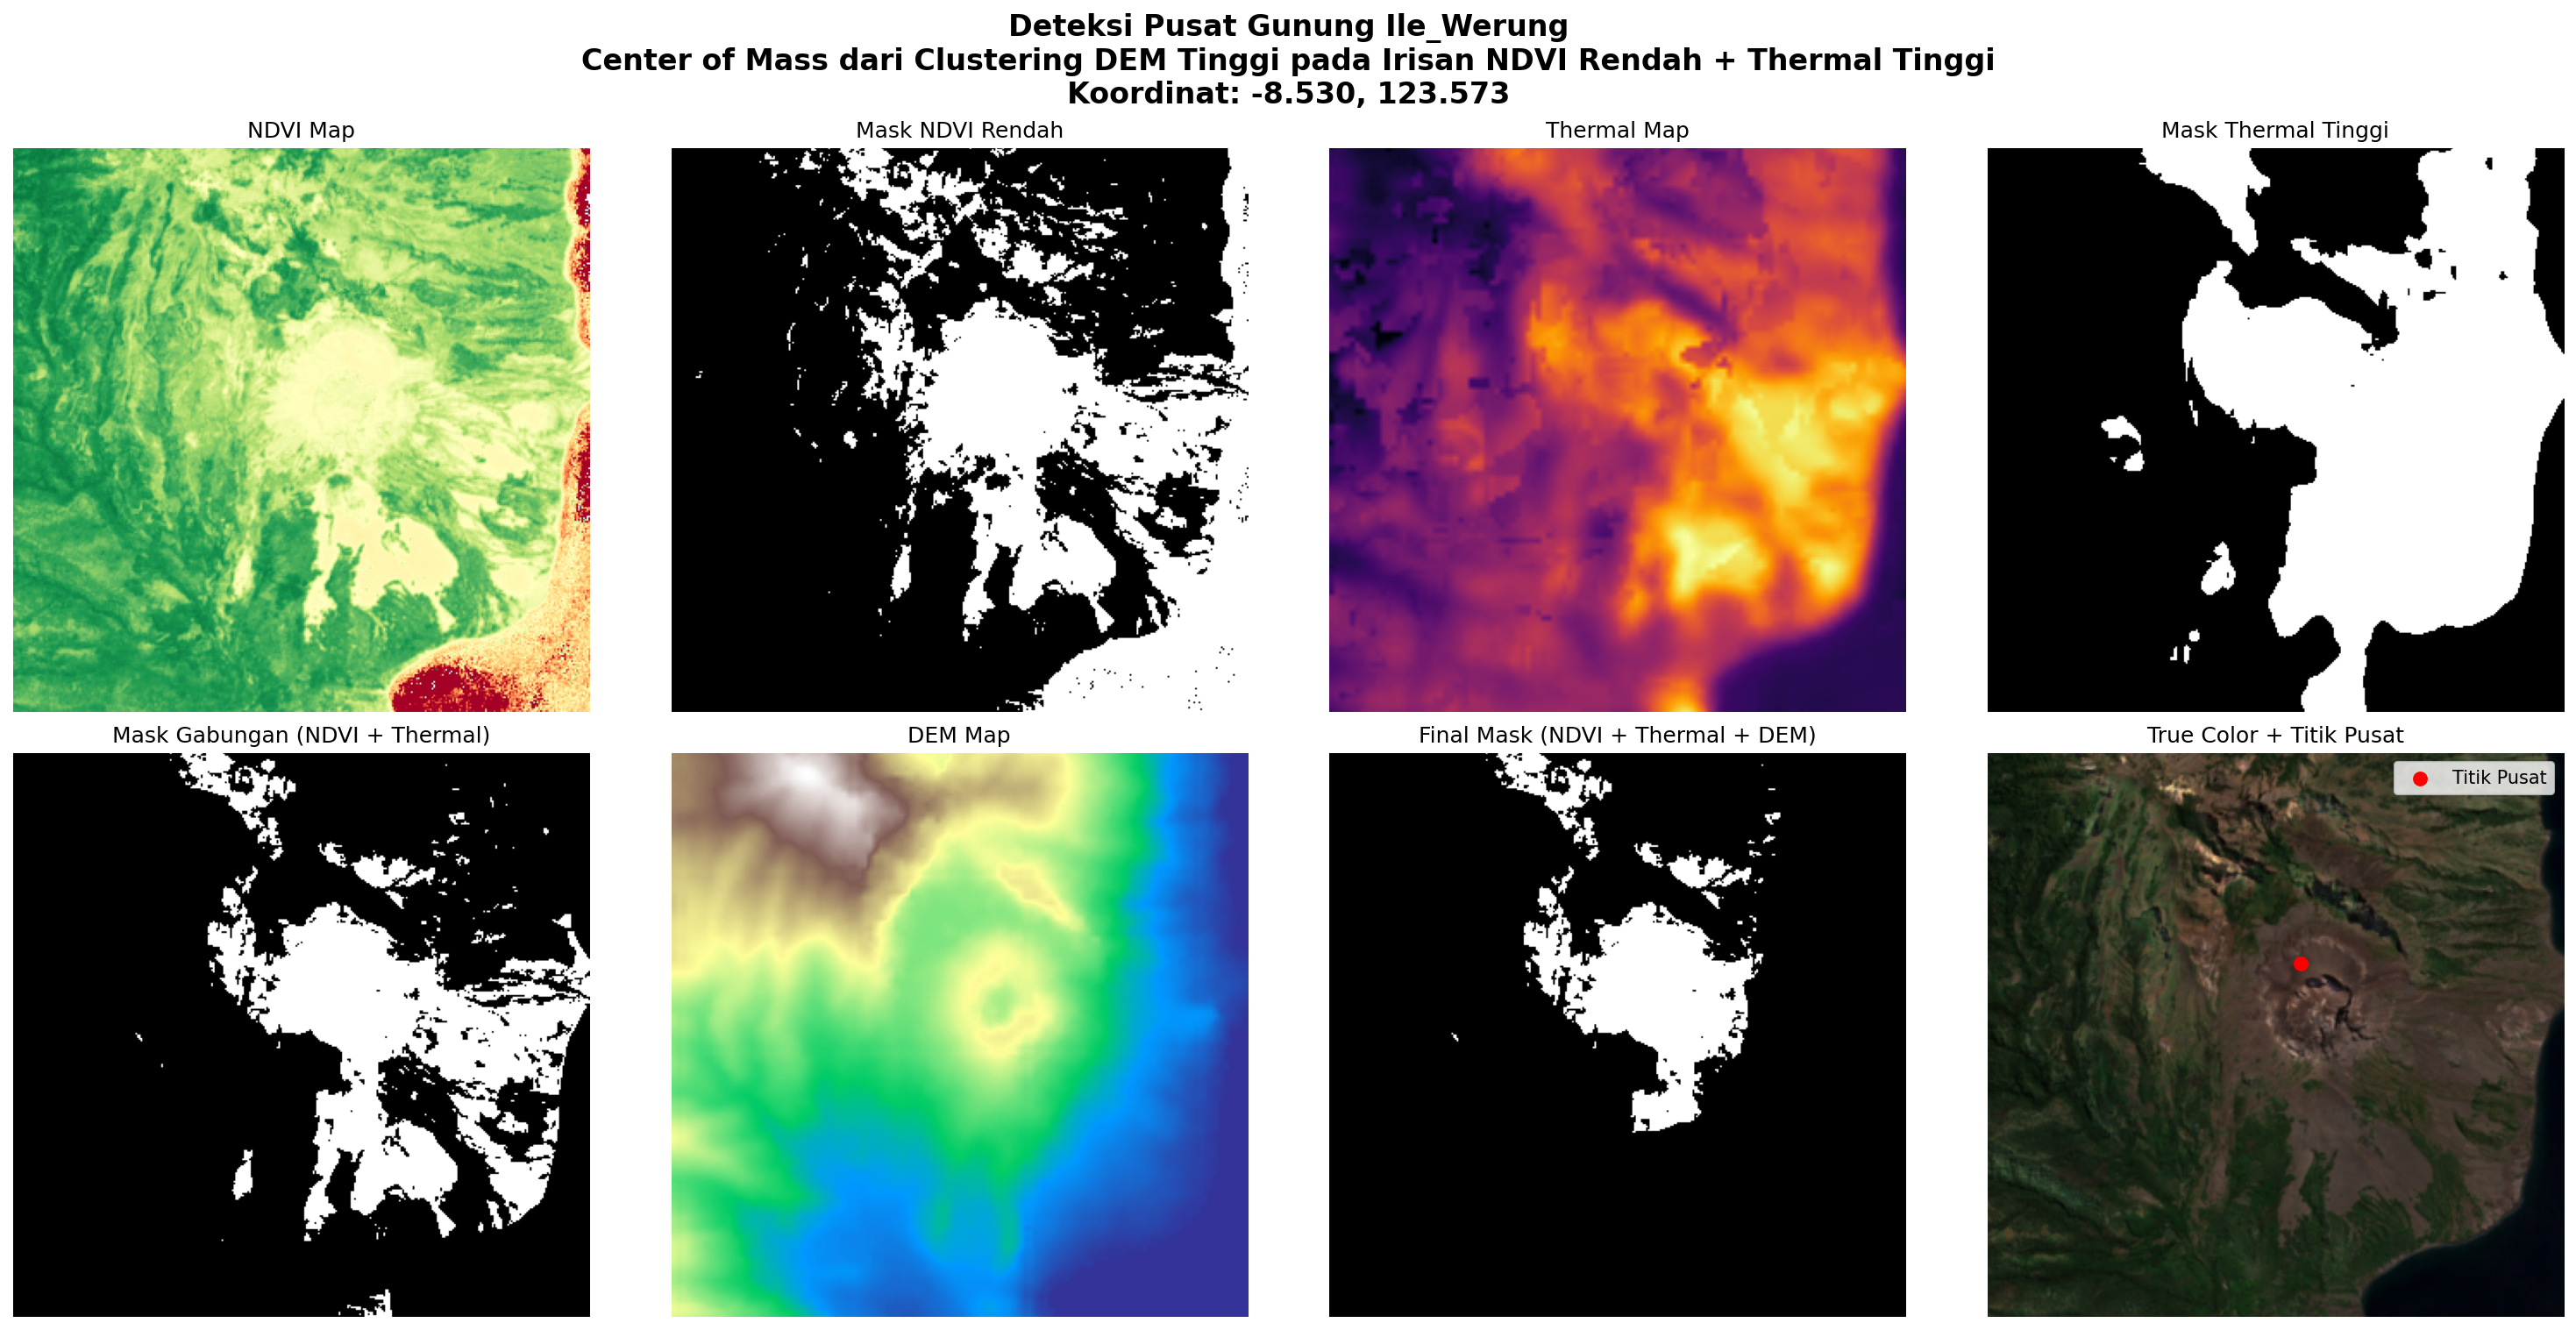 Deteksi Pusat Gunung Ile_Werung
Center of Mass dari Clustering DEM Tinggi pada Irisan NDVI Rendah + Thermal Tinggi
Koordinat: -8.530, 123.573
NDVI Map
Mask NDVI Rendah
Thermal Map
Mask Thermal Tinggi
Mask Gabungan (NDVI + Thermal)
DEM Map
Final Mask (NDVI + Thermal + DEM)
True Color + Titik Pusat
Titik Pusat